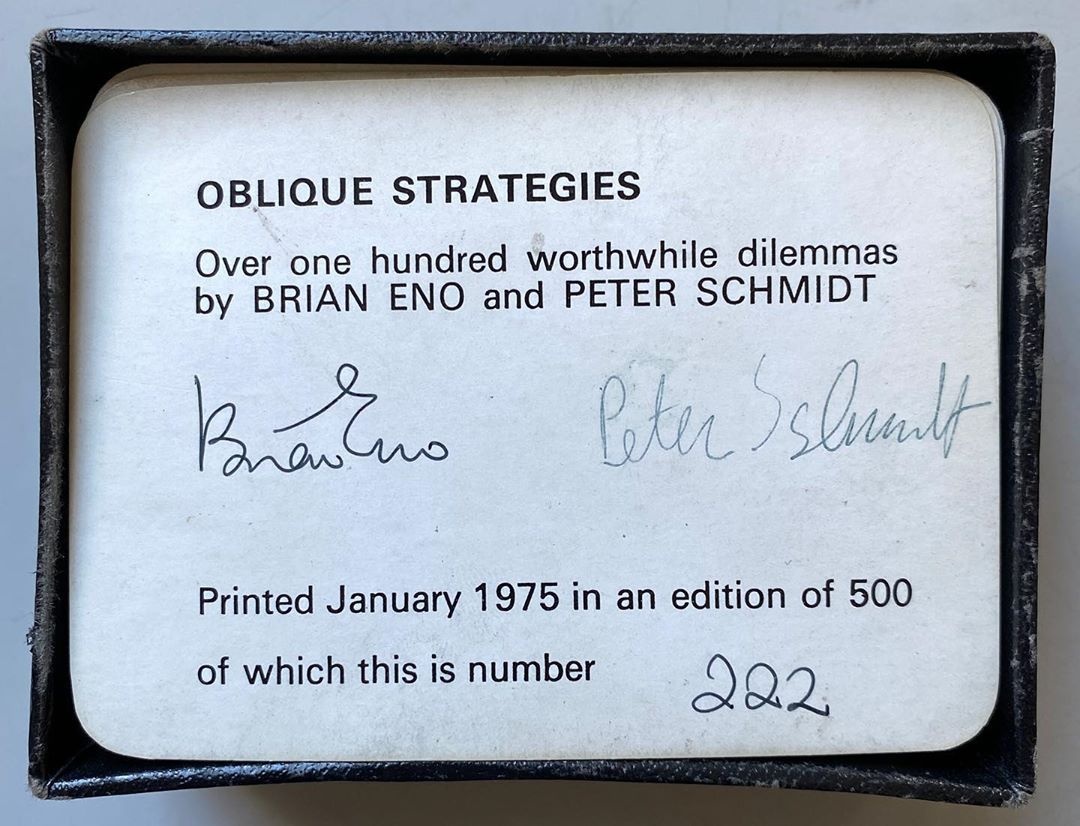 OBLIQUE STRATEGIES
Over one hundred worthwhile dilemmas
by BRIAN ENO and PETER SCHMIDT
Brian Eno Peter Schmidt
Printed January 1975 in an edition of 500
of which this is number 222